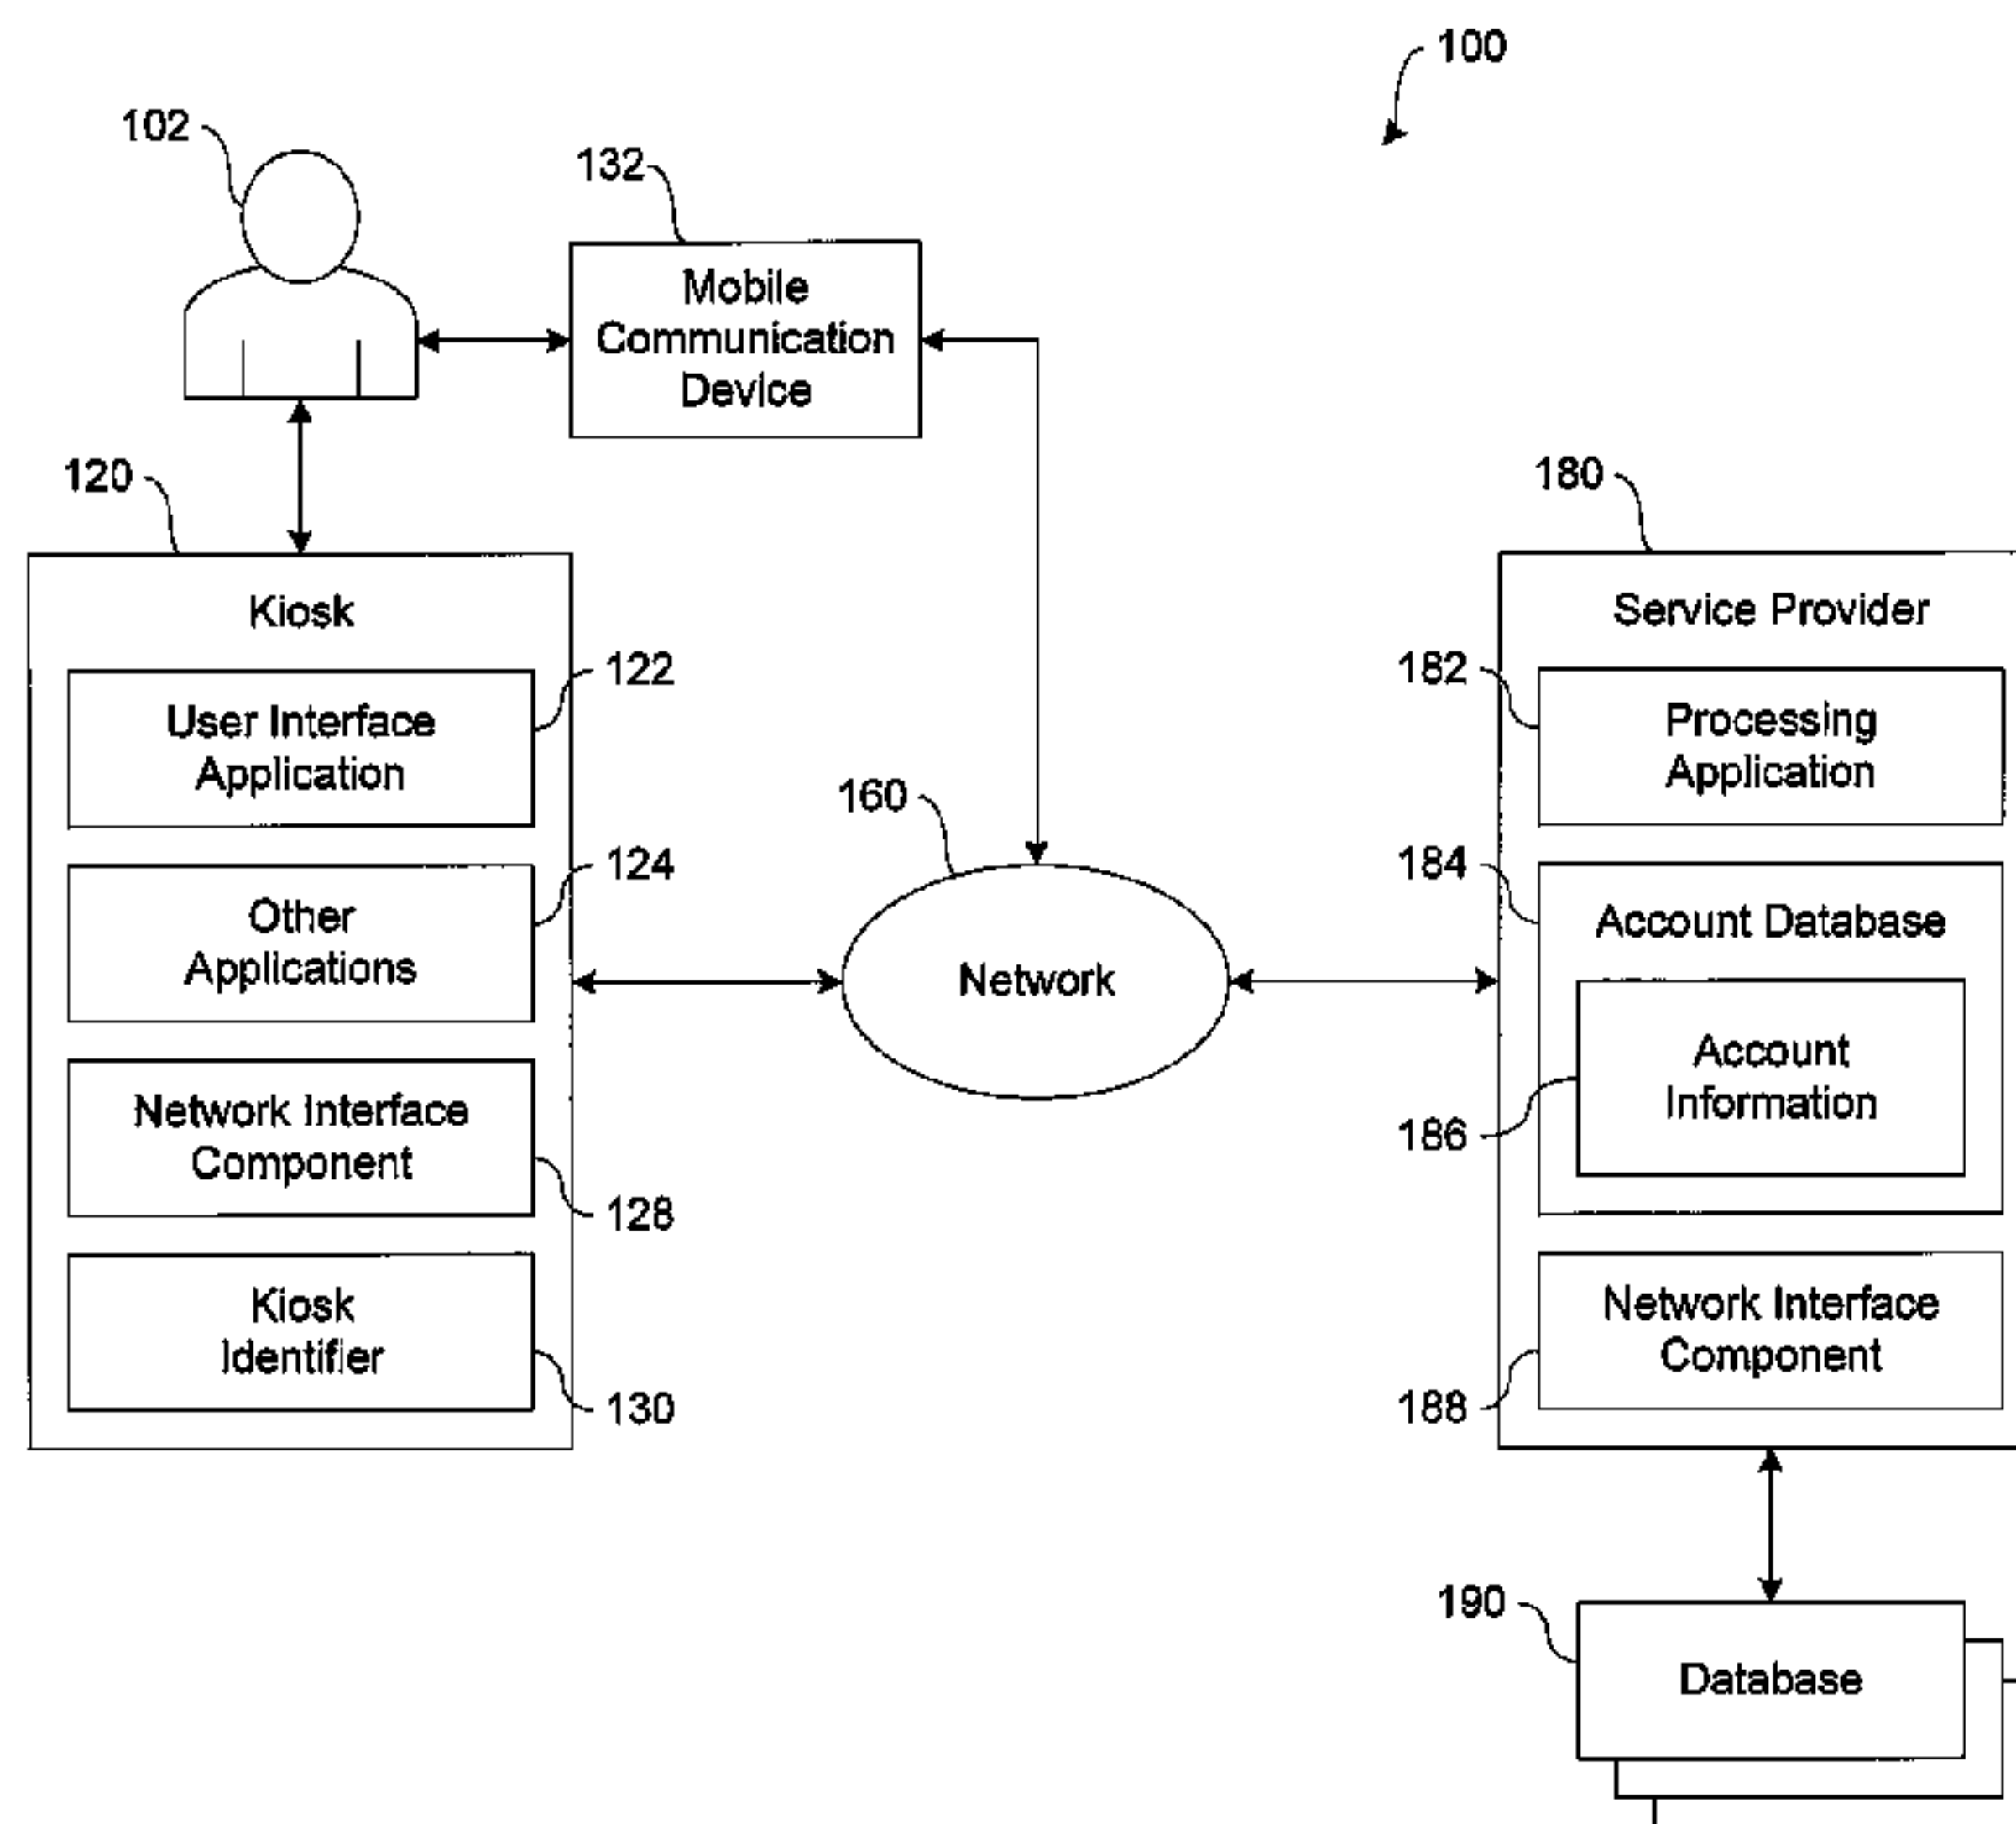 100
102
132
Mobile
Communication
Device
120
180
Kiosk
Service Provider
122
182
User Interface
Application
Processing
Application
160
124
184
Other
Applications
Account Database
Network
Account
Information
Network Interface
Component
186
128
Kiosk
Identifier
Network Interface
Component
130
188
190
Database